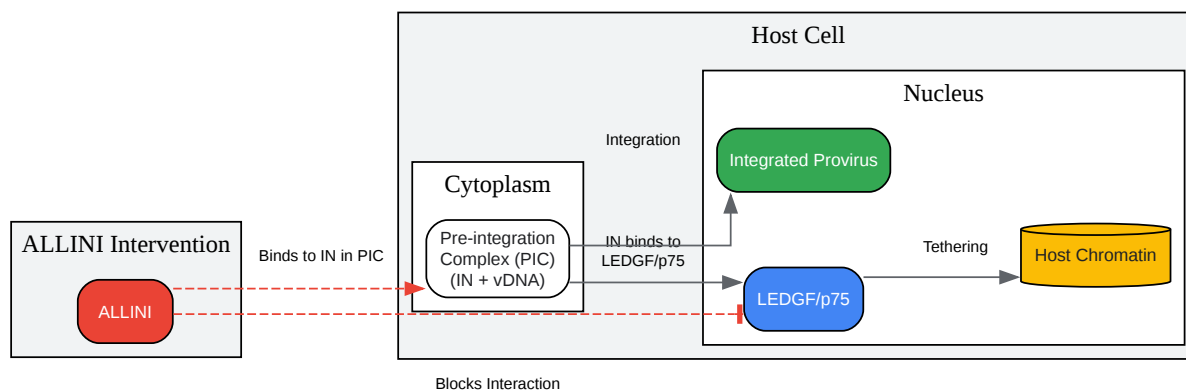 Host Cell
Nucleus
Integration
Integrated Provirus
Cytoplasm
ALLINI Intervention
Binds to IN in PIC
Pre-integration
Complex (PIC)
(IN + vDNA)
IN binds to
LEDGF/p75
Tethering
Host Chromatin
ALLINI
LEDGF/p75
Blocks Interaction